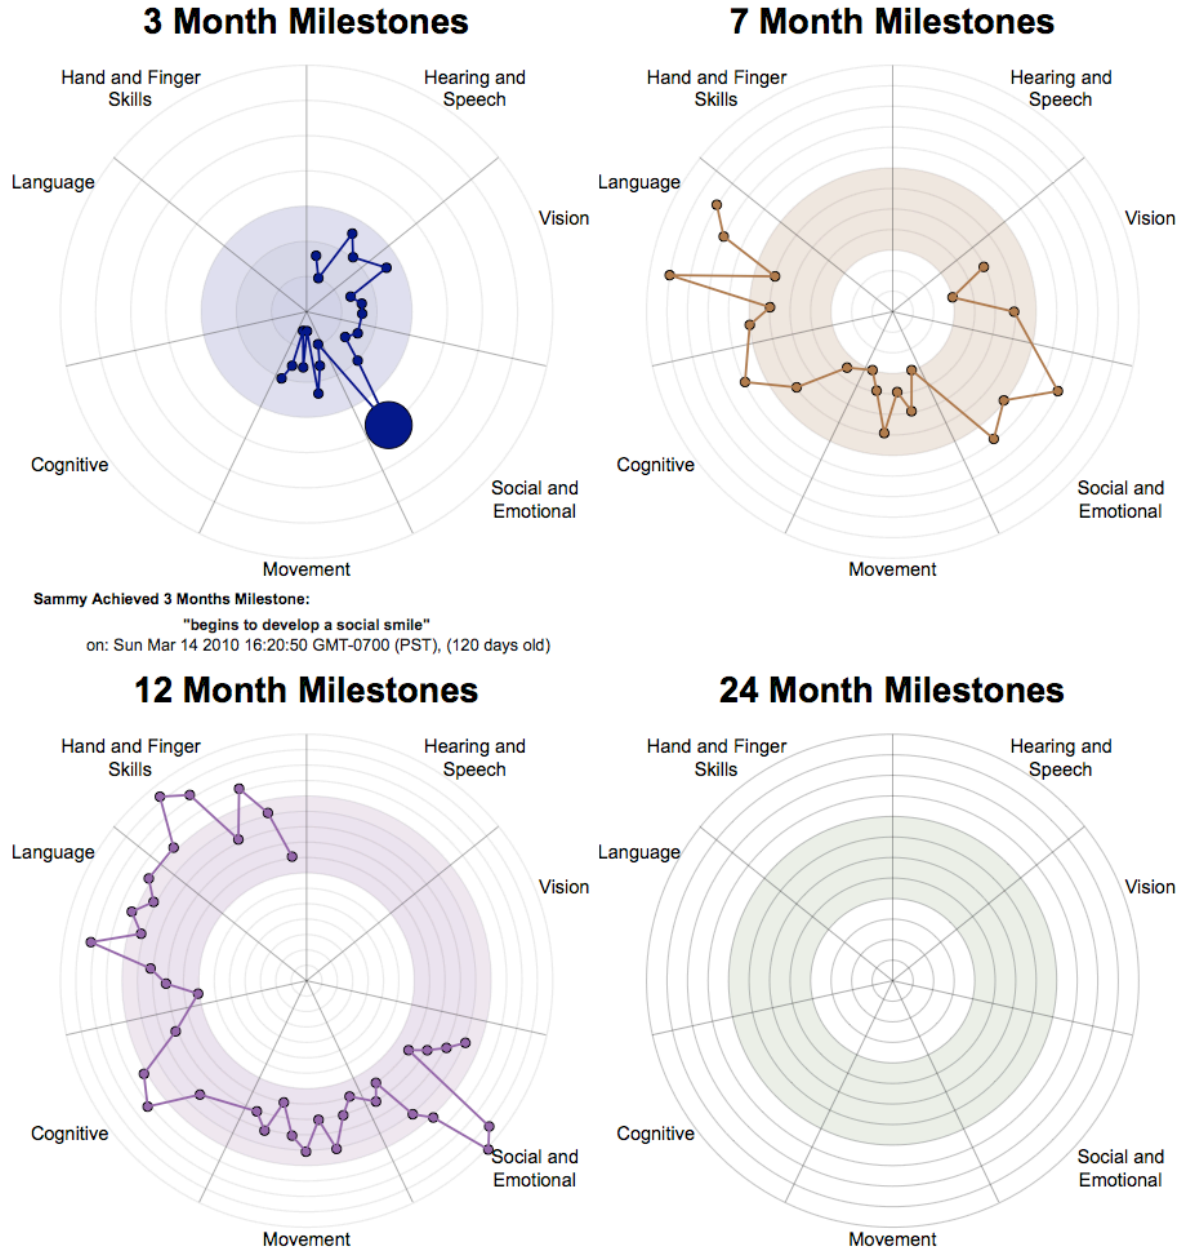 3 Month Milestones
Hand and Finger
Skills
Hearing and
Speech
Language
Vision
Cognitive
Social and
Emotional
Movement
7 Month Milestones
Hand and Finger
Skills
Hearing and
Speech
Language
Vision
Cognitive
Social and
Emotional
Movement
Sammy Achieved 3 Months Milestone:
"begins to develop a social smile"
on: Sun Mar 14 2010 16:20:50 GMT-0700 (PST), (120 days old)
12 Month Milestones
Hand and Finger
Skills
Hearing and
Speech
Language
Vision
Cognitive
Social and
Emotional
Movement
24 Month Milestones
Hand and Finger
Skills
Hearing and
Speech
Language
Vision
Cognitive
Social and
Emotional
Movement